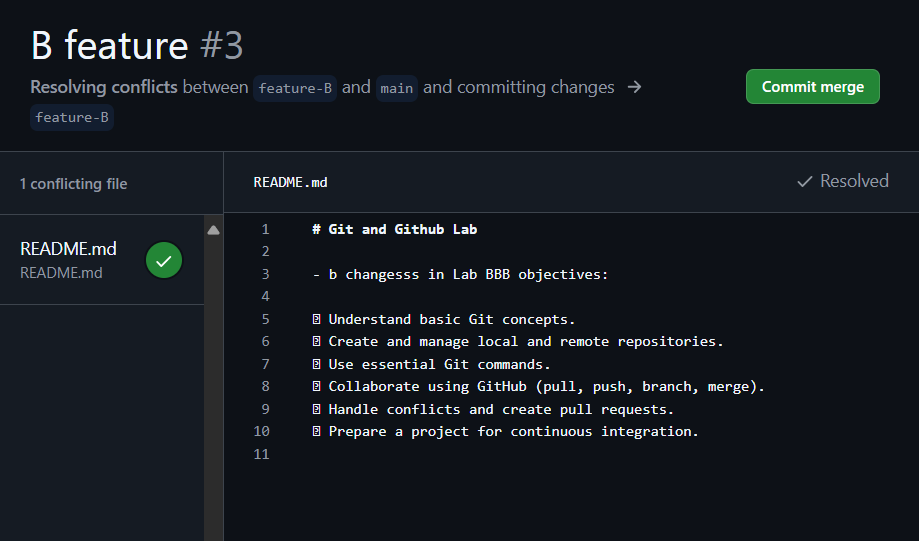 B feature #3
Resolving conflicts between feature-B and main and committing changes →
feature-B
Commit merge
1 conflicting file
README.md
README.md
README.md
Resolved
1 # Git and Github Lab
2
3 - b changesss in Lab BBB objectives:
4
5 Understand basic Git concepts.
6 Create and manage local and remote repositories.
7 Use essential Git commands.
8 Collaborate using GitHub (pull, push, branch, merge).
9 Handle conflicts and create pull requests.
10 Prepare a project for continuous integration.
11